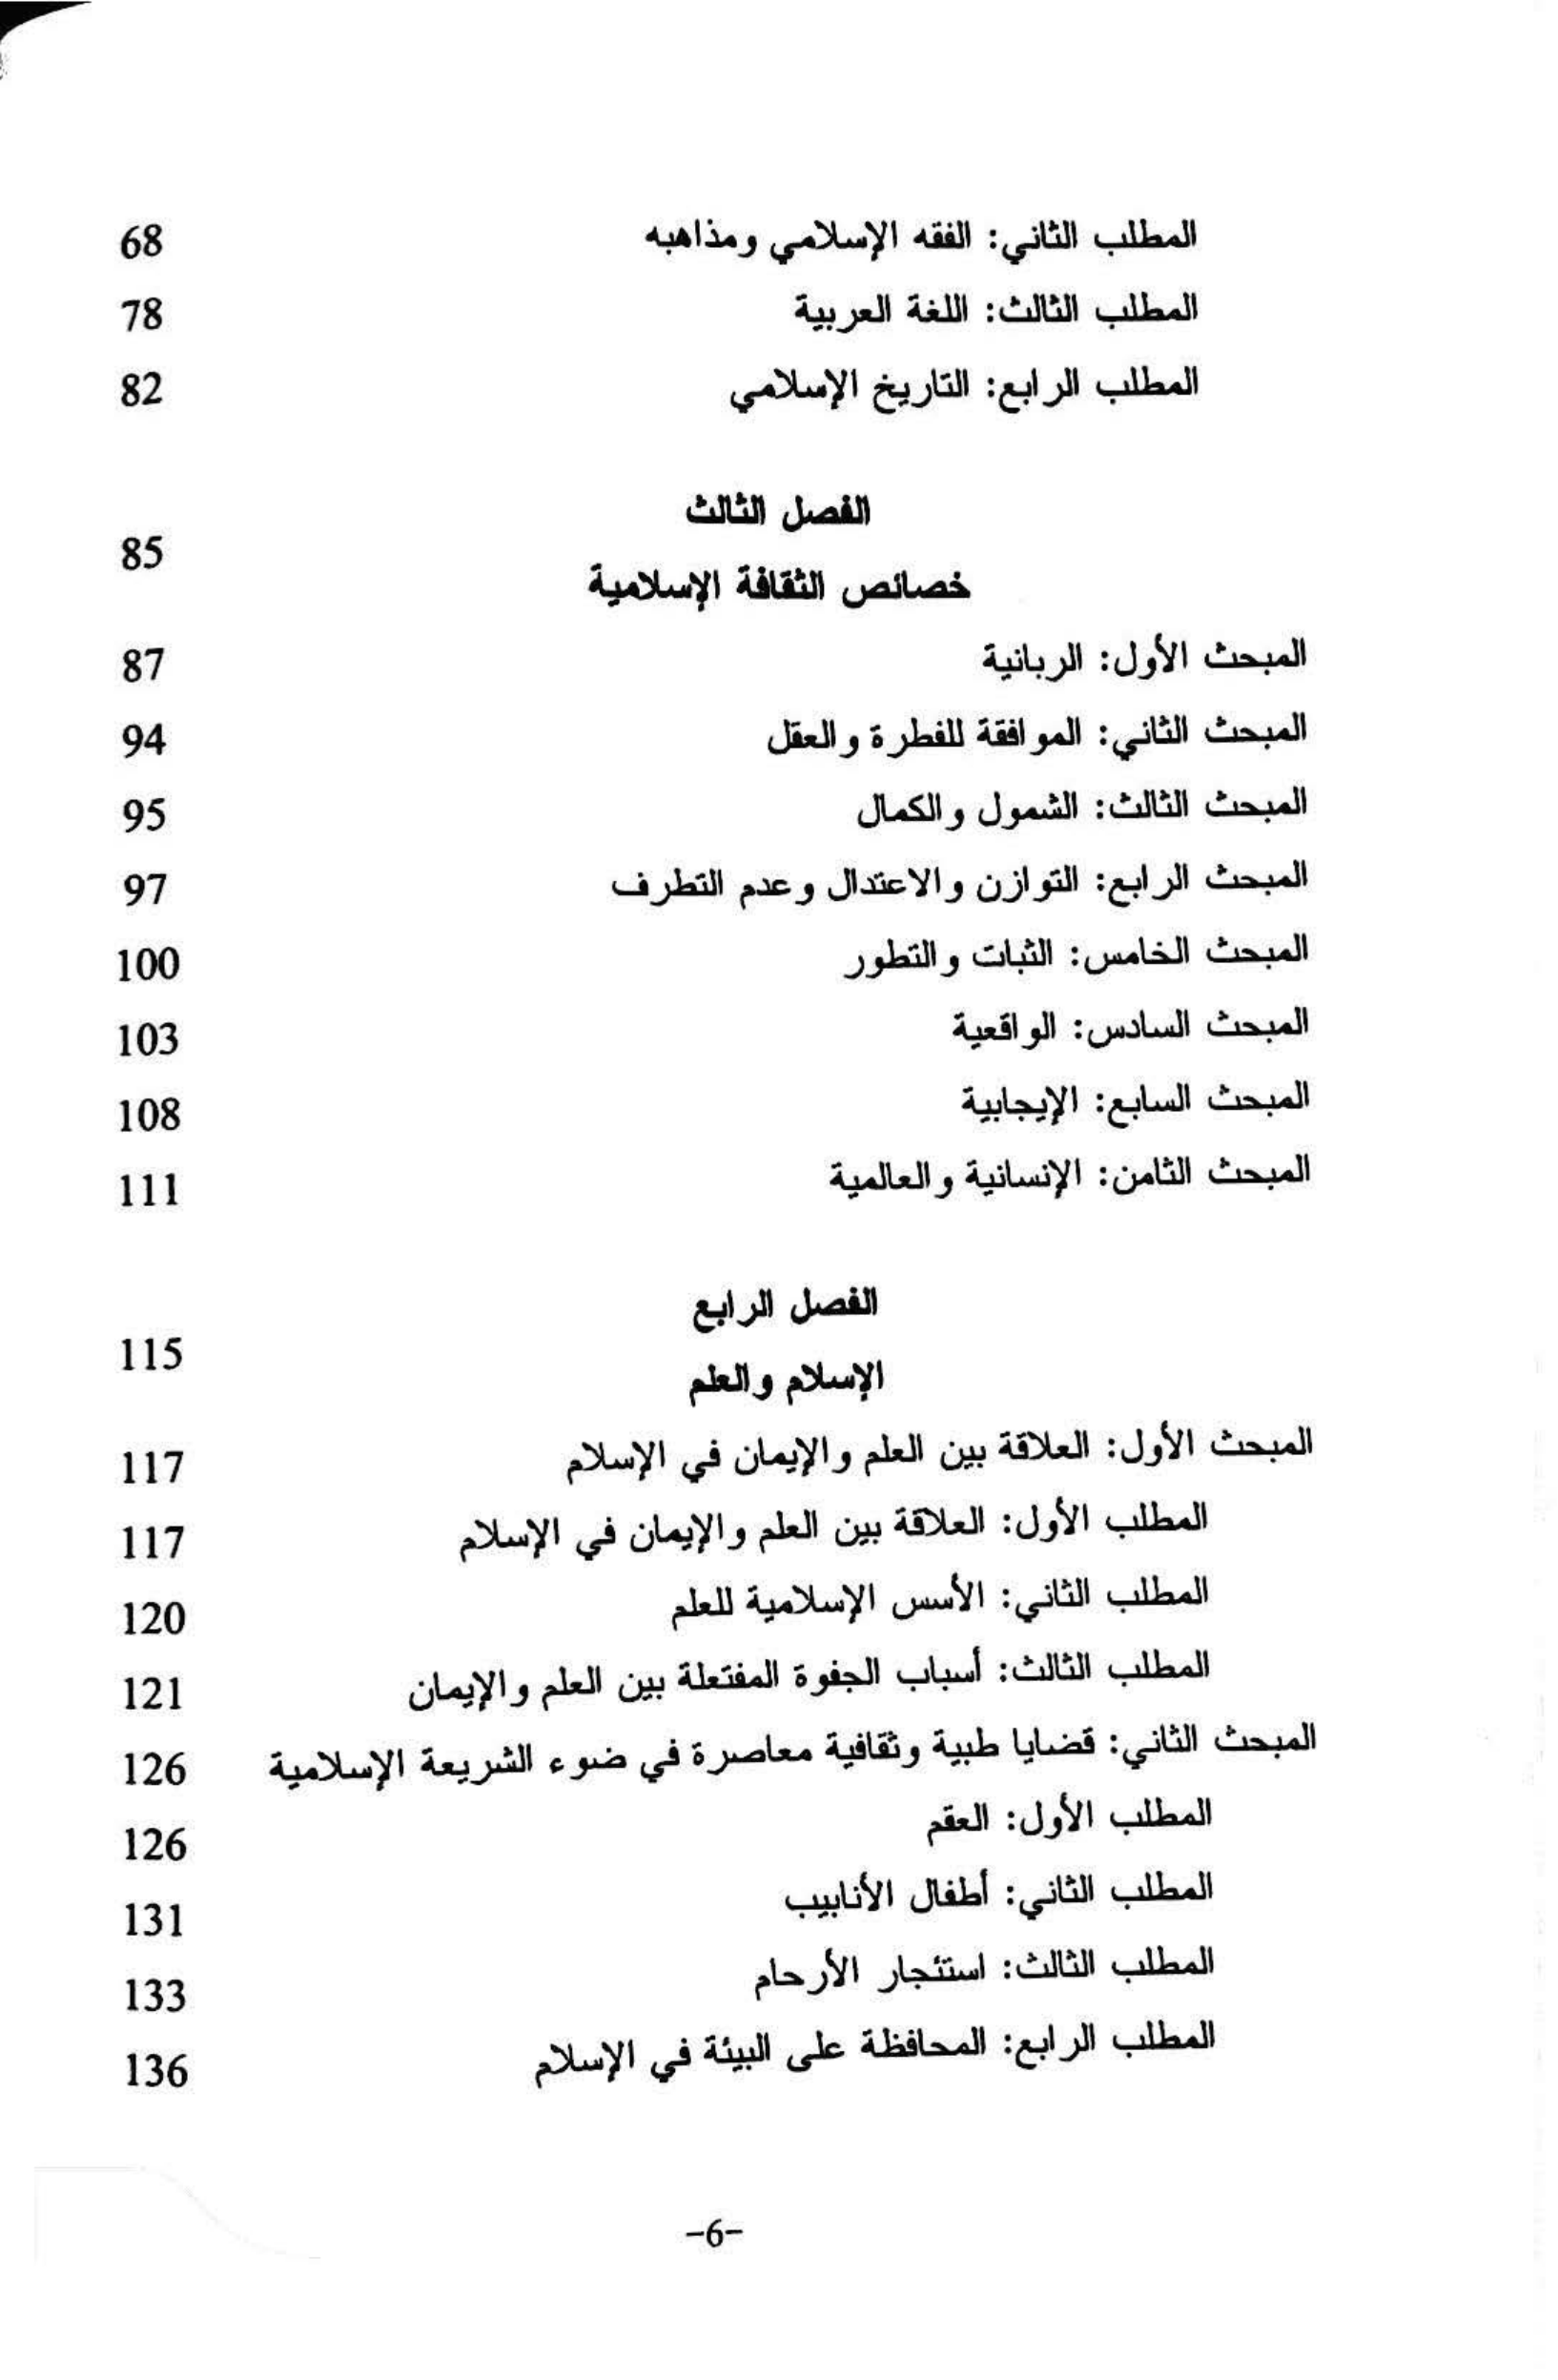 المطلب الثاني: الفقه الإسلامي ومذاهبه 68
المطلب الثالث: اللغة العربية 78
المطلب الرابع: التاريخ الإسلامي 82
الفصل الثالث
85
خصائص الثقافة الإسلامية
المبحث الأول: الربانية 87
المبحث الثاني: الموافقة للفطرة والعقل 94
المبحث الثالث: الشمول والكمال 95
المبحث الرابع: التوازن والاعتدال وعدم التطرف 97
المبحث الخامس: الثبات والتطور 100
المبحث السادس: الواقعية 103
المبحث السابع: الإيجابية 108
المبحث الثامن: الإنسانية والعالمية 111
الفصل الرابع
115
الإسلام والعلم
المبحث الأول: العلاقة بين العلم والإيمان في الإسلام 117
المطلب الأول: العلاقة بين العلم والإيمان في الإسلام 117
المطلب الثاني: الأسس الإسلامية للعلم 120
المطلب الثالث: أسباب الجفوة المفتعلة بين العلم والإيمان 121
المبحث الثاني: قضايا طبية وثقافية معاصرة في ضوء الشريعة الإسلامية 126
المطلب الأول: العقم 126
المطلب الثاني: أطفال الأنابيب 131
المطلب الثالث: استئجار الأرحام 133
المطلب الرابع: المحافظة على البيئة في الإسلام 136
-6-